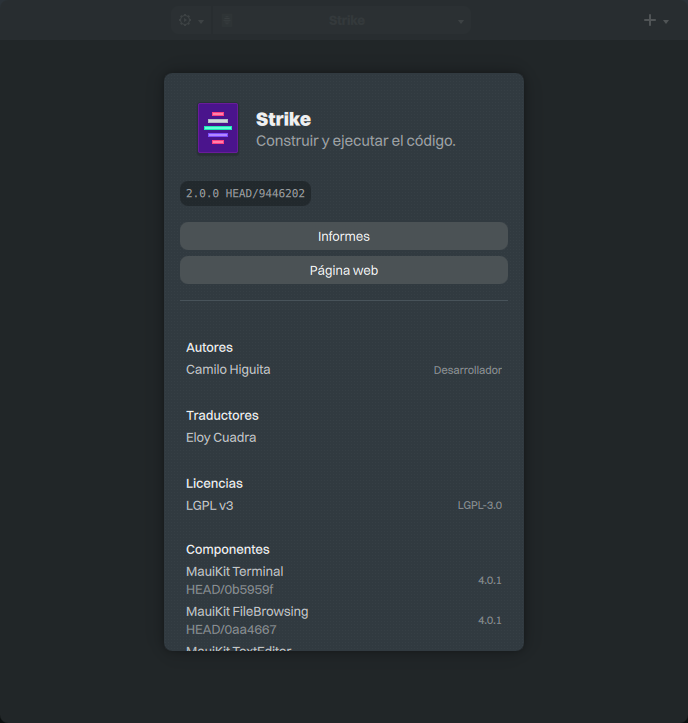 Strike
Strike
Construir y ejecutar el código.
2.0.0 HEAD/9446202
Informes
Página web
Autores
Camilo Higuita
Desarrollador
Traductores
Eloy Cuadra
Licencias
LGPL v3
LGPL-3.0
Componentes
MauiKit Terminal
HEAD/0b5959f
4.0.1
MauiKit FileBrowsing
HEAD/0aa4667
4.0.1
MauiKit TextEditor